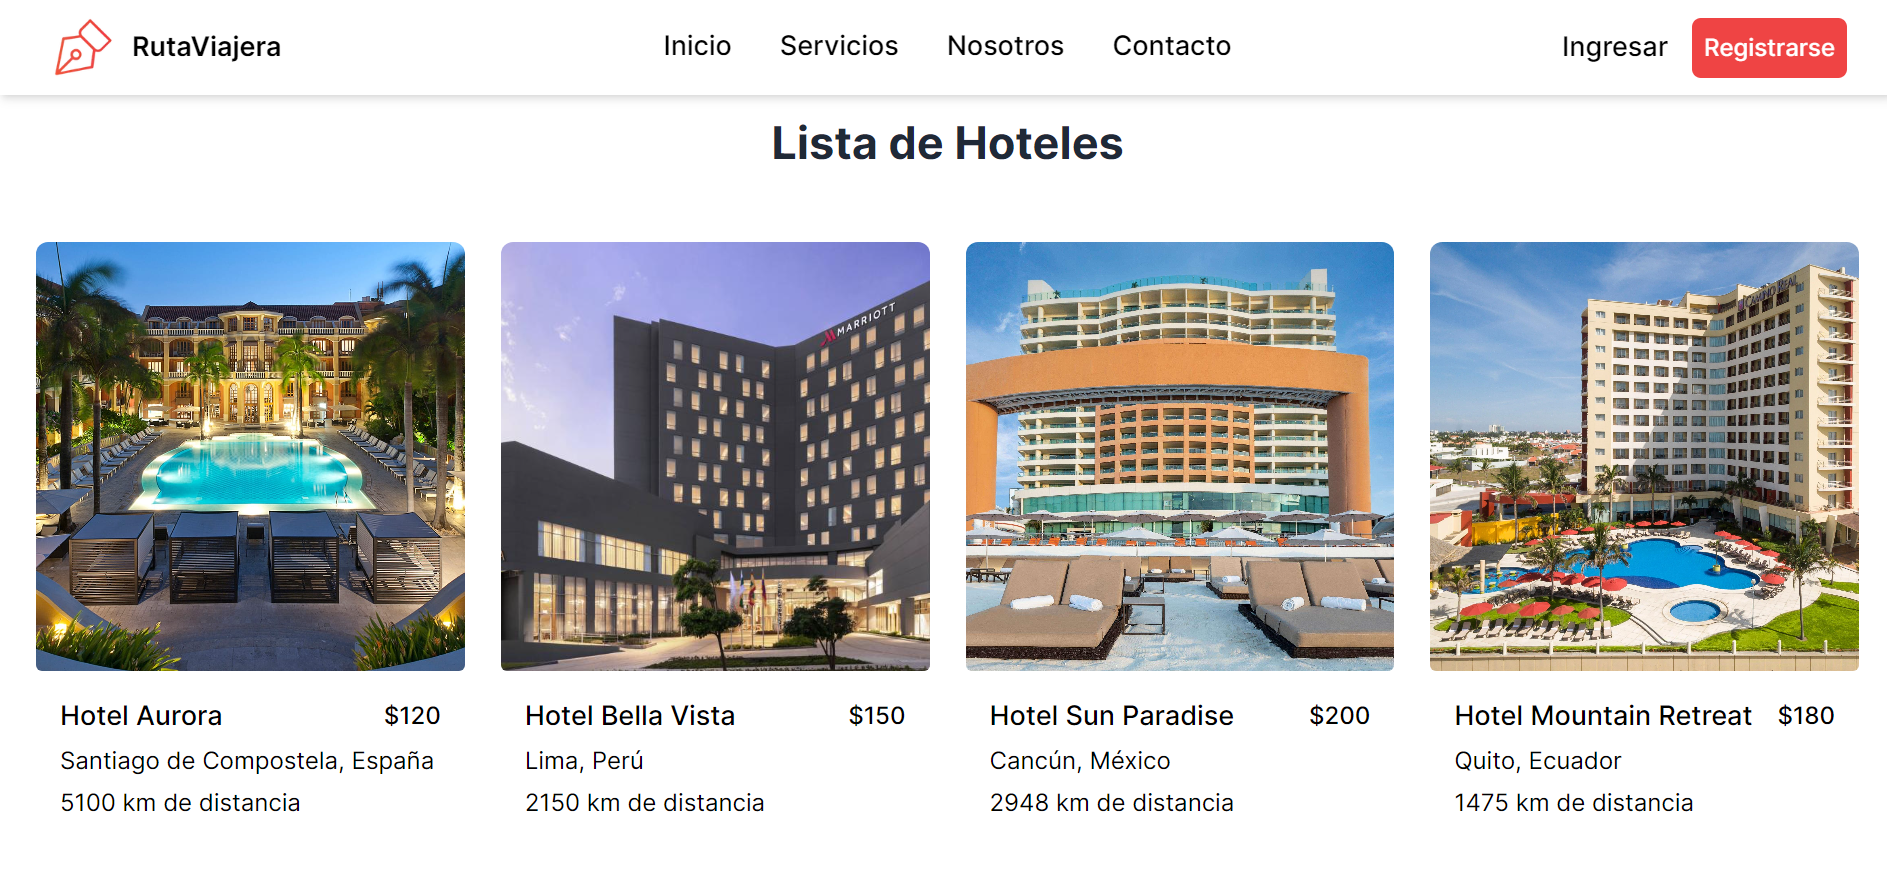 RutaViajera
Inicio Servicios Nosotros Contacto
Ingresar Registrarse
Lista de Hoteles
MARRIOTT
CAMINO REAL
Hotel Aurora $120
Santiago de Compostela, España
5100 km de distancia
Hotel Bella Vista $150
Lima, Perú
2150 km de distancia
Hotel Sun Paradise $200
Cancún, México
2948 km de distancia
Hotel Mountain Retreat $180
Quito, Ecuador
1475 km de distancia